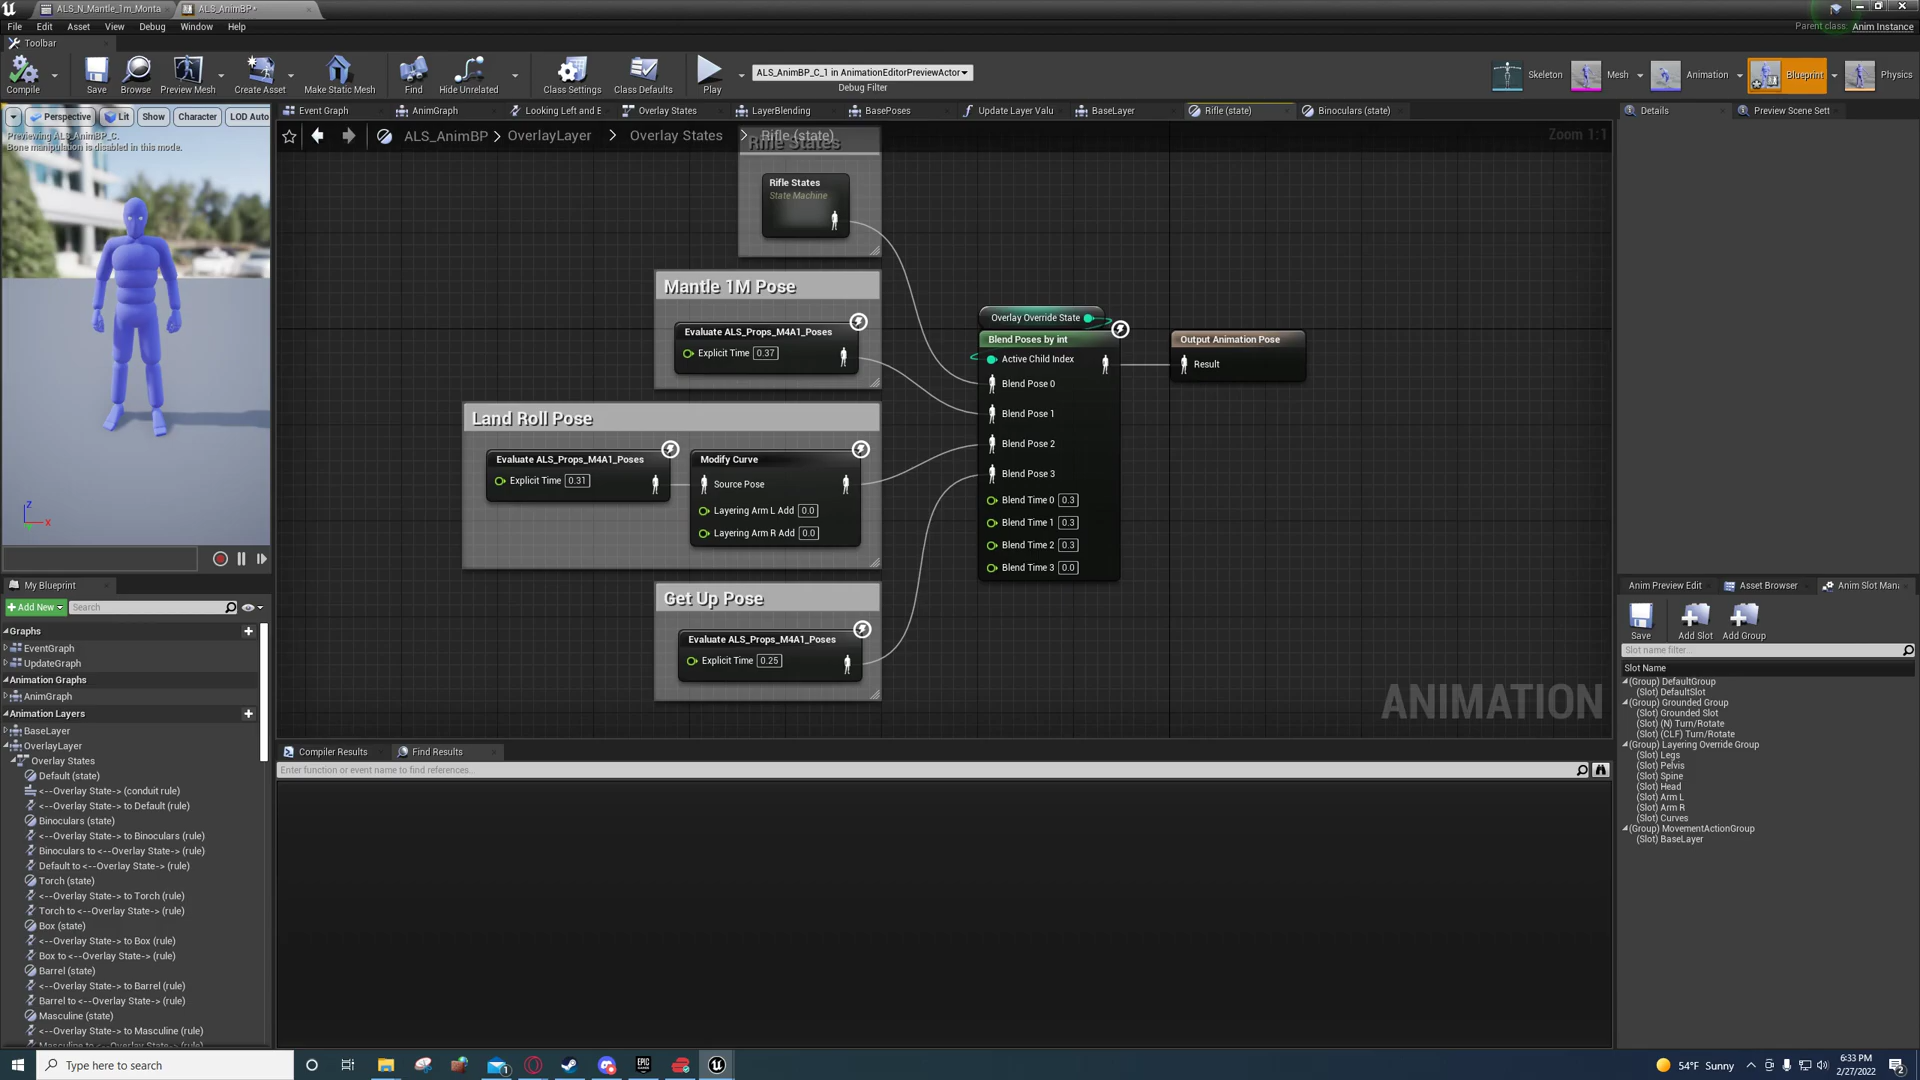 ALS_N_Mantle_1m_Monta
ALS_AnimBP*
File Edit Asset View Debug Window Help
Parent class: Anim Instance
Toolbar
Compile
Save
Browse
Preview Mesh
Create Asset
Make Static Mesh
Find
Hide Unrelated
Class Settings
Class Defaults
Play
ALS_AnimBP_C_1 in AnimationEditorPreviewActor
Debug Filter
Skeleton
Mesh
Animation
Blueprint
Physics
Perspective
Lit
Show
Character
LOD Auto
Previewing ALS_AnimBP_C.
Bone manipulation is disabled in this mode.
Z
X
Event Graph
AnimGraph
Looking Left and E
Overlay States
LayerBlending
BasePoses
Update Layer Valu
BaseLayer
Rifle (state)
Binoculars (state)
Details
Preview Scene Sett
ALS_AnimBP > OverlayLayer > Overlay States > Rifle (state)
Zoom 1:1
Rifle States
Rifle States
State Machine
Mantle 1M Pose
Evaluate ALS_Props_M4A1_Poses
Explicit Time 0.37
Land Roll Pose
Evaluate ALS_Props_M4A1_Poses
Explicit Time 0.31
Modify Curve
Source Pose
Layering Arm L Add 0.0
Layering Arm R Add 0.0
Get Up Pose
Evaluate ALS_Props_M4A1_Poses
Explicit Time 0.25
Overlay Override State
Blend Poses by int
Active Child Index
Blend Pose 0
Blend Pose 1
Blend Pose 2
Blend Pose 3
Blend Time 0 0.3
Blend Time 1 0.3
Blend Time 2 0.3
Blend Time 3 0.0
Output Animation Pose
Result
ANIMATION
My Blueprint
+Add New
Search
Graphs
EventGraph
UpdateGraph
Animation Graphs
AnimGraph
Animation Layers
BaseLayer
OverlayLayer
Overlay States
Default (state)
<--Overlay State-> (conduit rule)
<--Overlay State-> to Default (rule)
Binoculars (state)
<--Overlay State-> to Binoculars (rule)
Binoculars to <--Overlay State-> (rule)
Default to <--Overlay State-> (rule)
Torch (state)
<--Overlay State-> to Torch (rule)
Torch to <--Overlay State-> (rule)
Box (state)
<--Overlay State-> to Box (rule)
Box to <--Overlay State-> (rule)
Barrel (state)
<--Overlay State-> to Barrel (rule)
Barrel to <--Overlay State-> (rule)
Masculine (state)
<--Overlay State-> to Masculine (rule)
Masculine to <--Overlay State-> (rule)
Compiler Results
Find Results
Enter function or event name to find references...
Anim Preview Edit
Asset Browser
Anim Slot Man
Save
Add Slot
Add Group
Slot name filter...
Slot Name
(Group) DefaultGroup
(Slot) DefaultSlot
(Group) Grounded Group
(Slot) Grounded Slot
(Slot) (N) Turn/Rotate
(Slot) (CLF) Turn/Rotate
(Group) Layering Override Group
(Slot) Legs
(Slot) Pelvis
(Slot) Spine
(Slot) Head
(Slot) Arm L
(Slot) Arm R
(Slot) Curves
(Group) MovementActionGroup
(Slot) BaseLayer
Type here to search
1
EPIC
GAMES
54°F Sunny
6:33 PM
2/27/2022
2